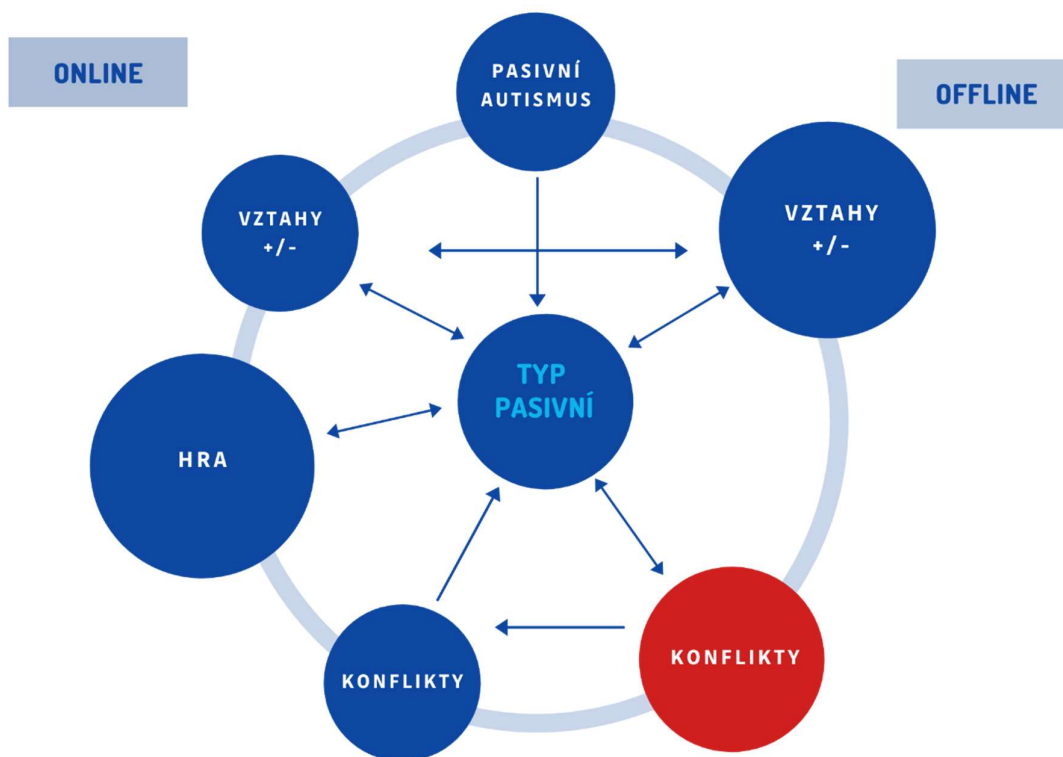 ONLINE
PASIVNÍ
AUTISMUS
OFFLINE
VZTAHY
+/-
VZTAHY
+/-
TYP
PASIVNÍ
HRA
KONFLIKTY
KONFLIKTY